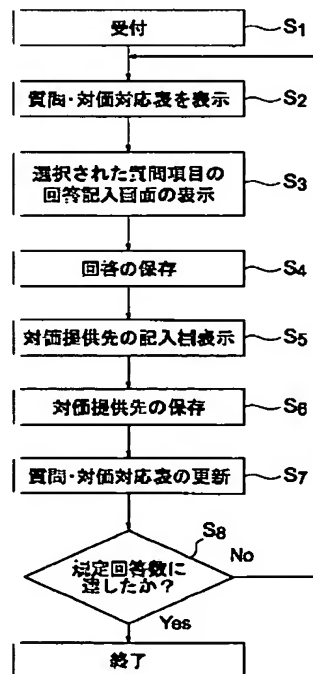 受付
S1
質問・対価対応表を表示
S2
選択された質問項目の
回答記入画面の表示
S3
回答の保存
S4
対価提供先の記入欄表示
S5
対価提供先の保存
S6
質問・対価対応表の更新
S7
規定回答数に
達したか?
S8
No
Yes
終了